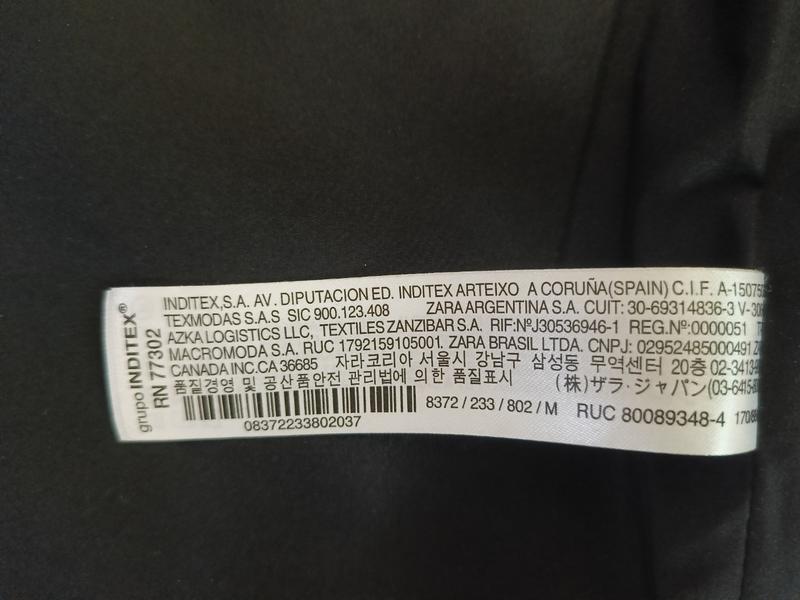 grupo INDITEX®
RN 77302
INDITEX,S.A. AV. DIPUTACION ED. INDITEX ARTEIXO A CORUÑA(SPAIN) C.I.F. A-15075
TEXMODAS S.A.S SIC 900.123.408 ZARA ARGENTINA S.A. CUIT: 30-69314836-3
AZKA LOGISTICS LLC, TEXTILES ZANZIBAR S.A. RIF:NºJ30536946-1 REG.Nº:0000051
MACROMODA S.A. RUC 1792159105001. ZARA BRASIL LTDA. CNPJ: 02952485000491
CANADA INC.CA 36685 자라코리아 서울시 강남구 삼성동 무역센터 20층 02-3413-
품질경영 및 공산품안전 관리법에 의한 품질표시 (株)ザラ·ジャパン(03-6415-
8372 / 233 / 802 / M RUC 80089348-4
08372233802037